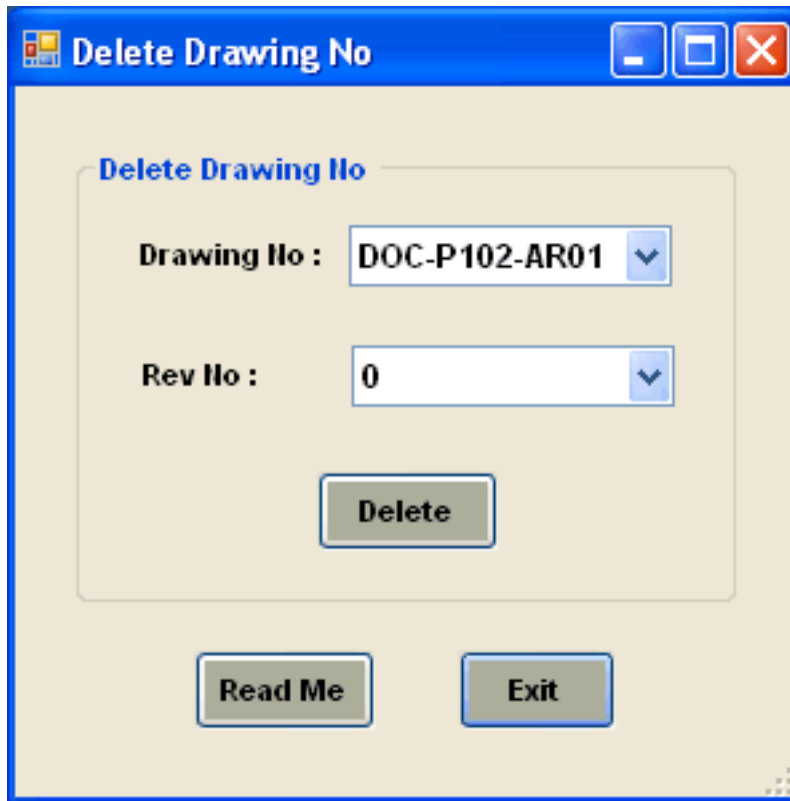 Delete Drawing No
Delete Drawing No
Drawing No : DOC-P102-AR01
Rev No : 0
Delete
Read Me Exit